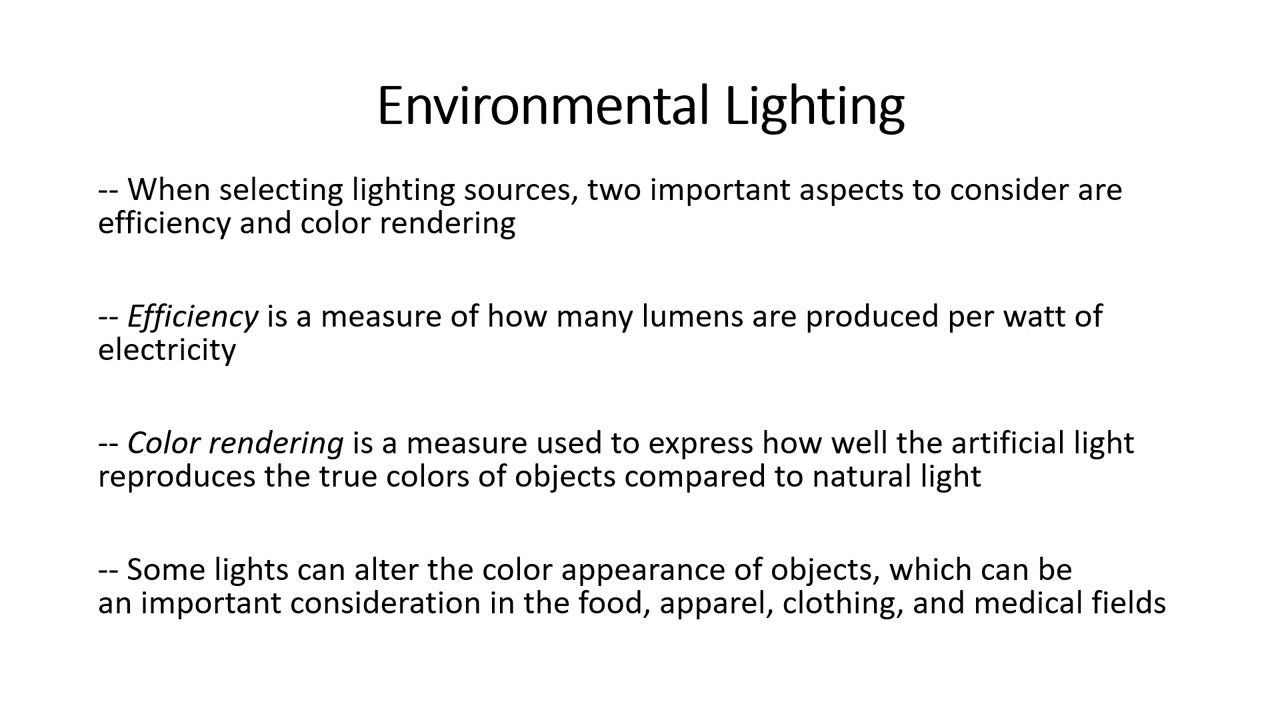 Environmental Lighting
-- When selecting lighting sources, two important aspects to consider are
efficiency and color rendering
-- Efficiency is a measure of how many lumens are produced per watt of
electricity
-- Color rendering is a measure used to express how well the artificial light
reproduces the true colors of objects compared to natural light
-- Some lights can alter the color appearance of objects, which can be
an important consideration in the food, apparel, clothing, and medical fields